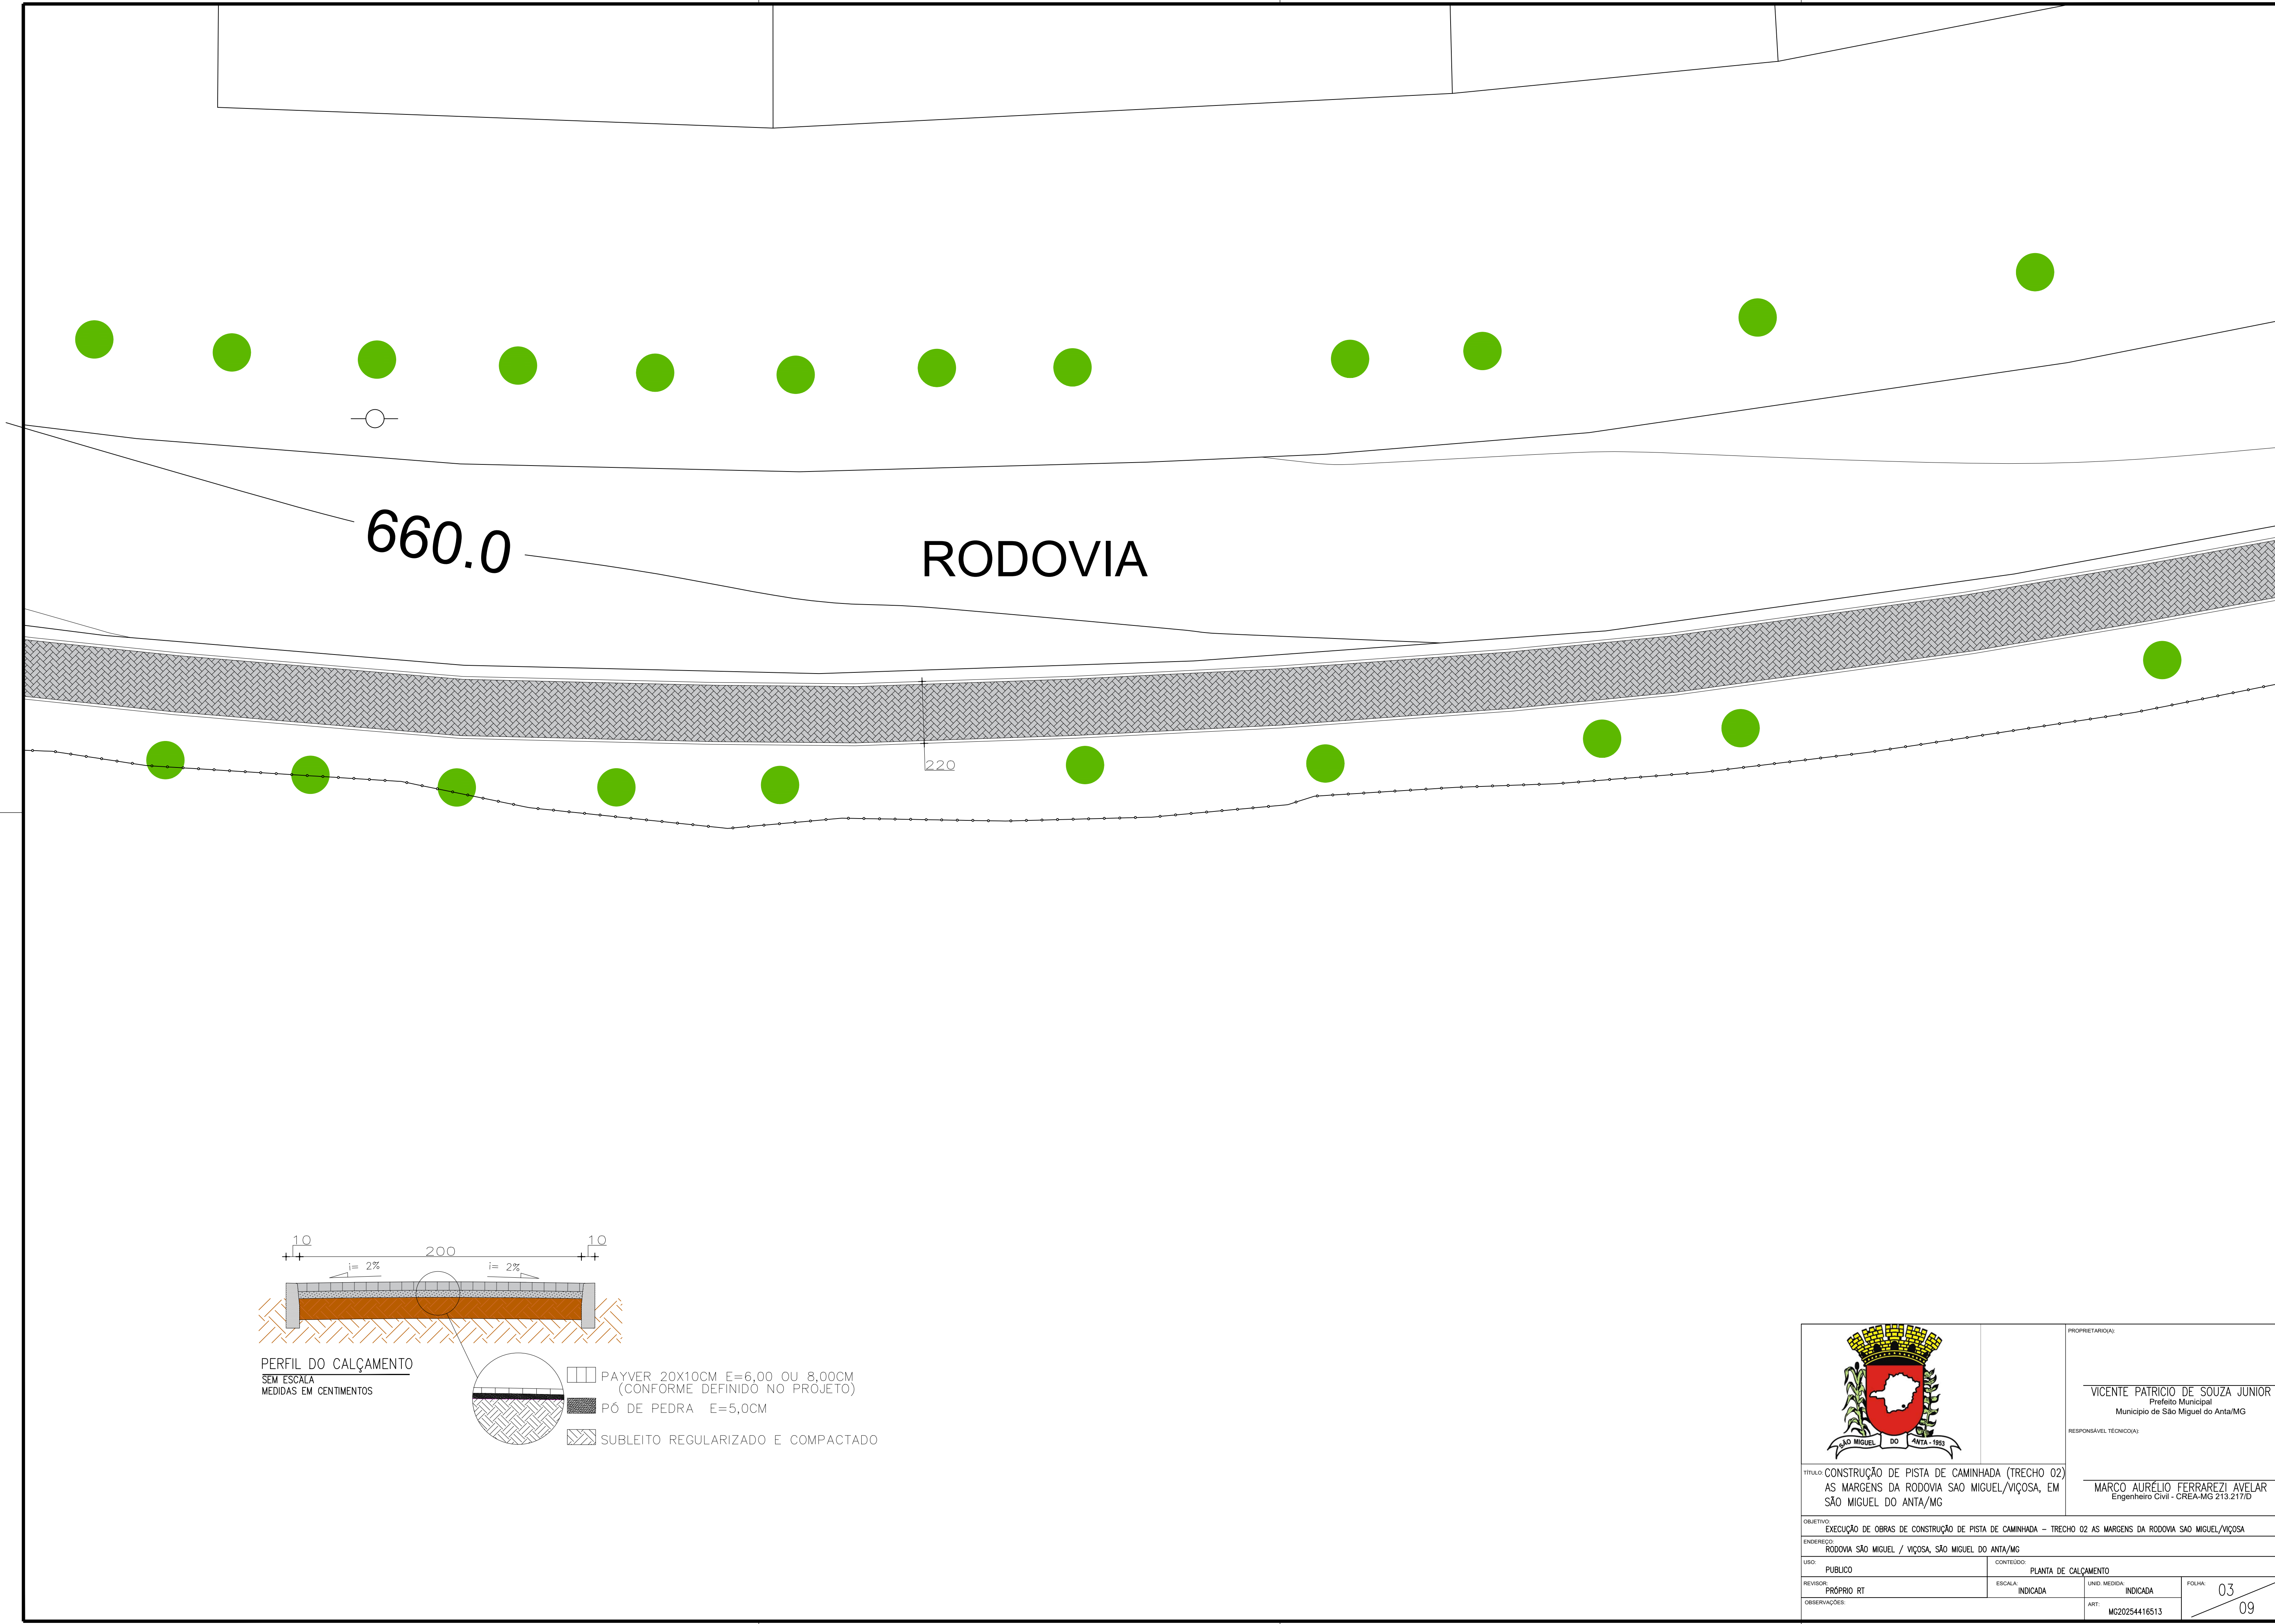 660.0
RODOVIA
220
10
200
10
i= 2%
i= 2%
PERFIL DO CALÇAMENTO
SEM ESCALA
MEDIDAS EM CENTIMENTOS
PAYVER 20X10CM E=6,00 OU 8,00CM
(CONFORME DEFINIDO NO PROJETO)
PÓ DE PEDRA E=5,0CM
SUBLEITO REGULARIZADO E COMPACTADO
SÃO MIGUEL DO ANTA - 1953
PROPRIETARIO(A):
VICENTE PATRICIO DE SOUZA JUNIOR
Prefeito Municipal
Municipio de São Miguel do Anta/MG
RESPONSÁVEL TÉCNICO(A):
MARCO AURÉLIO FERRAREZI AVELAR
Engenheiro Civil - CREA-MG 213.217/D
TÍTULO: CONSTRUÇÃO DE PISTA DE CAMINHADA (TRECHO 02)
AS MARGENS DA RODOVIA SAO MIGUEL/VIÇOSA, EM
SÃO MIGUEL DO ANTA/MG
OBJETIVO:
EXECUÇÃO DE OBRAS DE CONSTRUÇÃO DE PISTA DE CAMINHADA – TRECHO 02 AS MARGENS DA RODOVIA SAO MIGUEL/VIÇOSA
ENDEREÇO:
RODOVIA SÃO MIGUEL / VIÇOSA, SÃO MIGUEL DO ANTA/MG
USO:
PUBLICO
CONTEÚDO:
PLANTA DE CALÇAMENTO
REVISOR:
PRÓPRIO RT
ESCALA:
INDICADA
UNID. MEDIDA:
INDICADA
FOLHA:
03
09
OBSERVAÇÕES:
ART:
MG20254416513